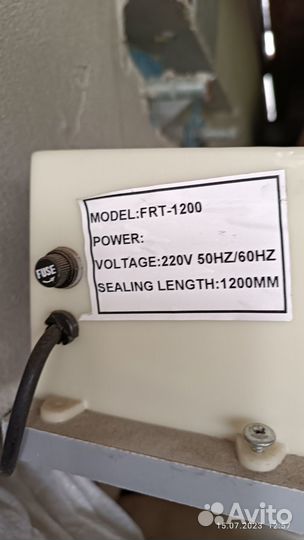 MODEL:FRT-1200
POWER:
VOLTAGE:220V 50HZ/60HZ
SEALING LENGTH:1200MM
FUSE
Avito
15.07.2023 12:57